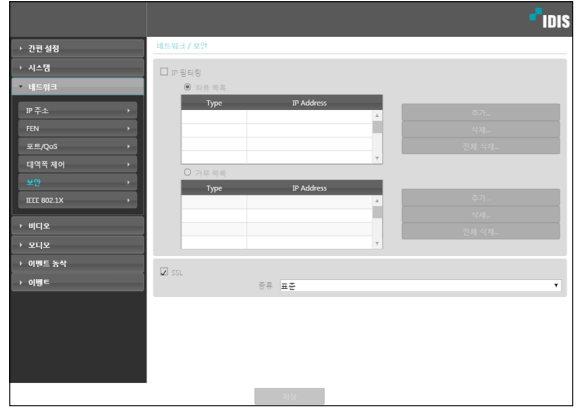 IDIS
네트워크 / 보안
간편 설정
시스템
네트워크
IP 주소
FEN
포트/QoS
대역폭 제어
보안
IEEE 802.1X
비디오
오디오
이벤트 동작
이벤트
IP 필터링
허용 목록
Type IP Address
추가...
삭제...
전체 삭제...
거부 목록
Type IP Address
추가...
삭제...
전체 삭제...
SSL
종류 표준
저장